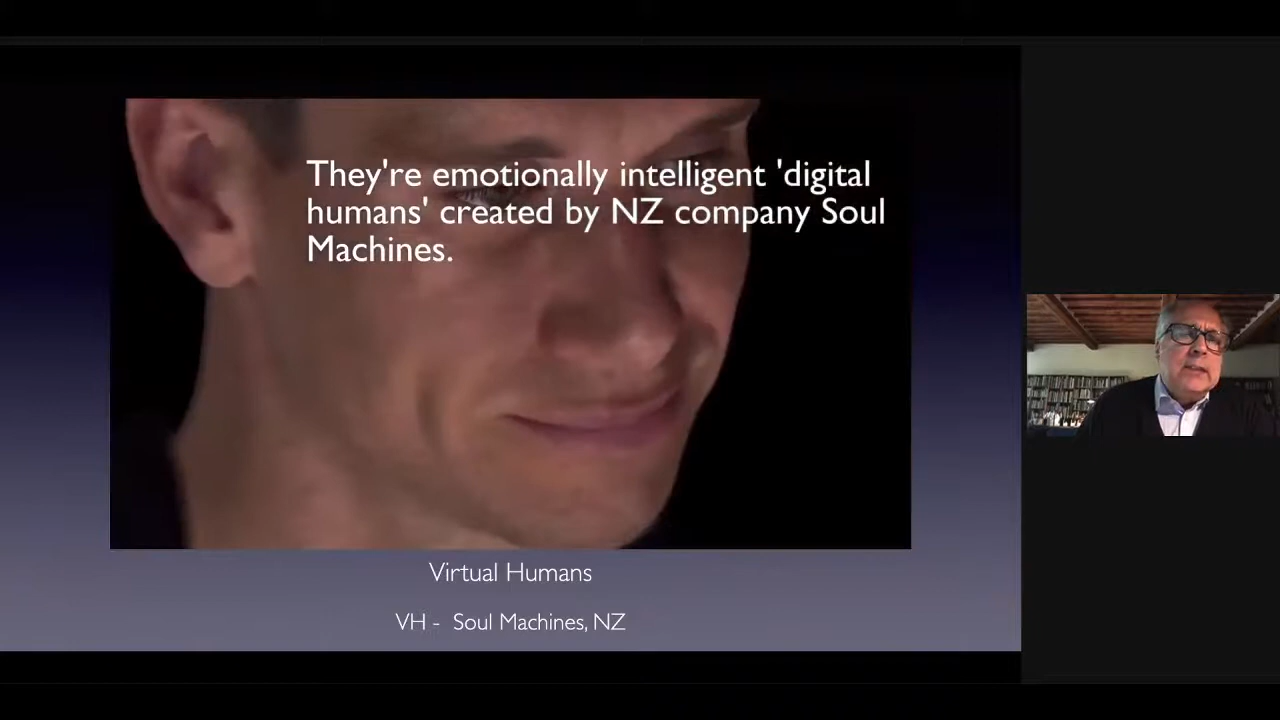 They're emotionally intelligent 'digital
humans' created by NZ company Soul
Machines.
Virtual Humans
VH - Soul Machines, NZ